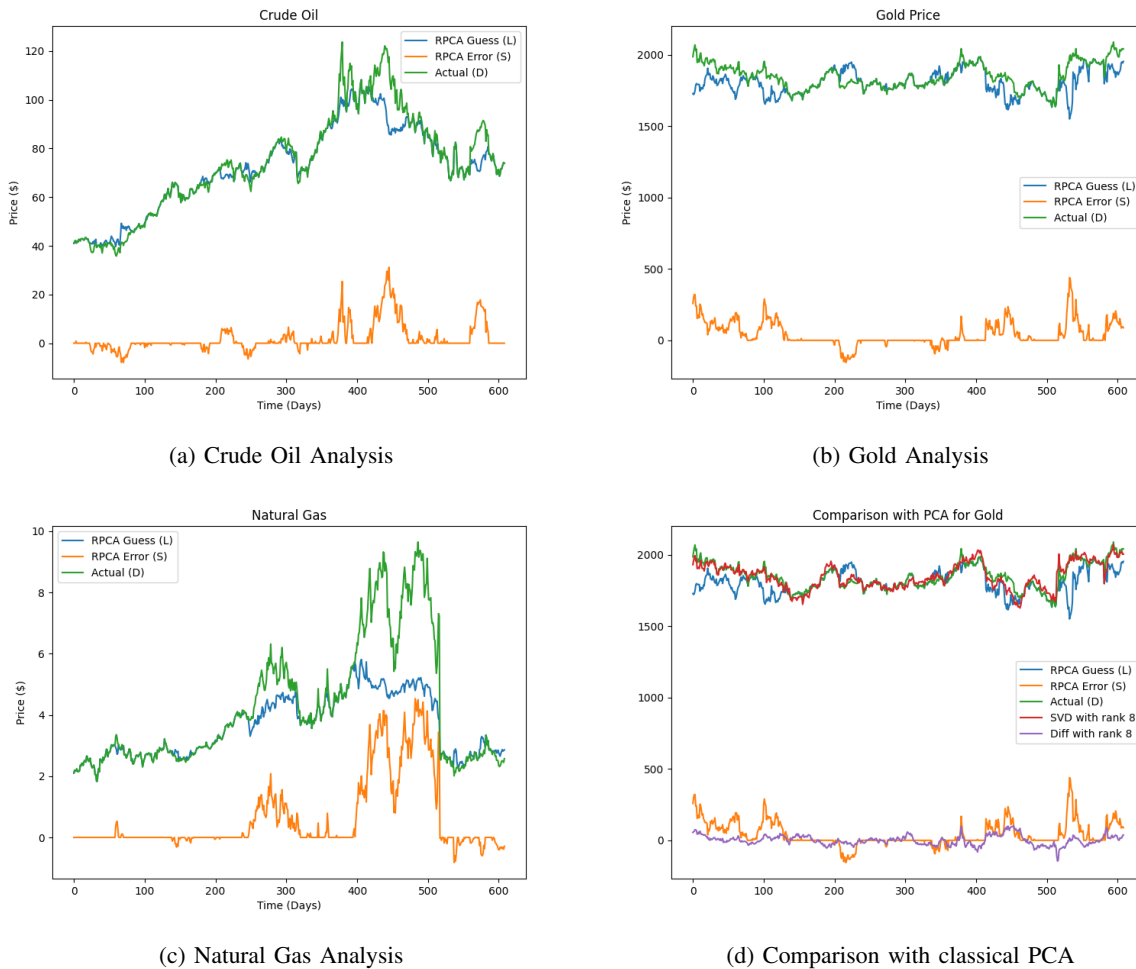 Crude Oil
RPCA Guess (L)
RPCA Error (S)
Actual (D)
120
100
80
60
40
20
0
Price ($)
0 100 200 300 400 500 600
Time (Days)
(a) Crude Oil Analysis
Gold Price
2000
1500
1000
500
0
Price ($)
RPCA Guess (L)
RPCA Error (S)
Actual (D)
0 100 200 300 400 500 600
Time (Days)
(b) Gold Analysis
Natural Gas
RPCA Guess (L)
RPCA Error (S)
Actual (D)
10
8
6
4
2
0
Price ($)
0 100 200 300 400 500 600
Time (Days)
(c) Natural Gas Analysis
Comparison with PCA for Gold
2000
1500
1000
500
0
RPCA Guess (L)
RPCA Error (S)
Actual (D)
SVD with rank 8
Diff with rank 8
0 100 200 300 400 500 600
(d) Comparison with classical PCA